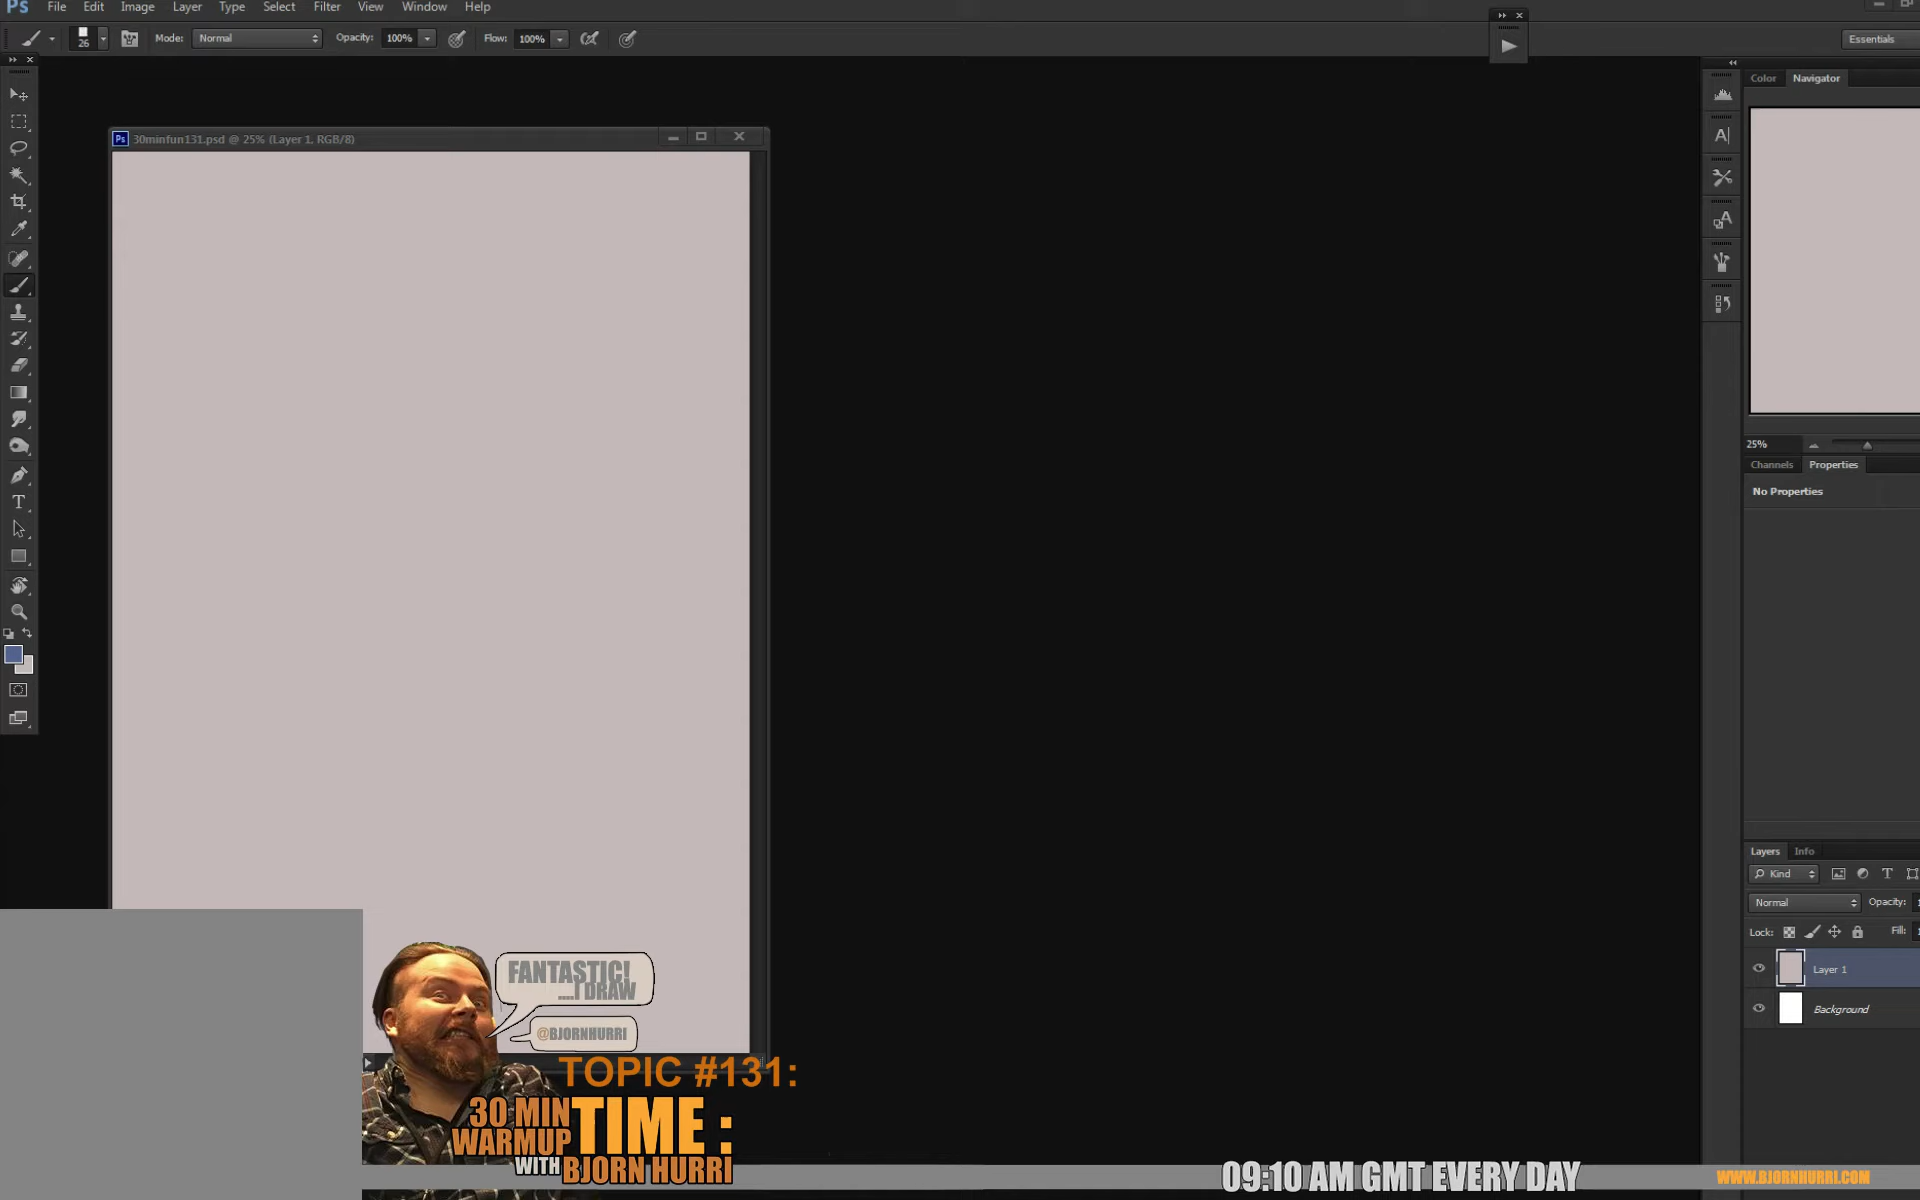 Ps File Edit Image Layer Type Select Filter View Window Help
26 Mode: Normal Opacity: 100% Flow: 100% Essentials
Color Navigator
Ps 30minfun131.psd @ 25% (Layer 1, RGB/8)
25%
Channels Properties
No Properties
Layers Info
Kind
Normal Opacity:
Lock: Fill:
Layer 1
Background
FANTASTIC!
....I DRAW
@BJORNHURRI
TOPIC #131:
30 MIN
WARMUP
TIME :
WITH BJORN HURRI
09:10 AM GMT EVERY DAY
WWW.BJORNHURRI.COM